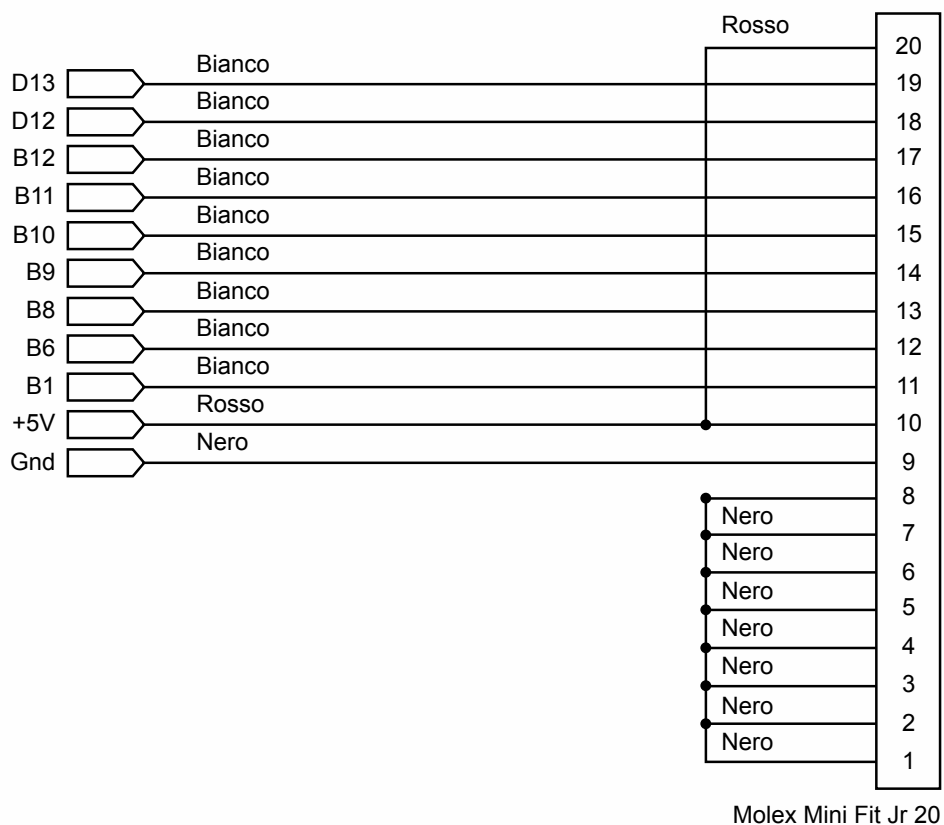 Rosso
20
Bianco
D13
19
Bianco
D12
18
Bianco
B12
17
Bianco
B11
16
Bianco
B10
15
Bianco
B9
14
Bianco
B8
13
Bianco
B6
12
Bianco
B1
11
Rosso
+5V
10
Nero
Gnd
9
8
Nero
7
Nero
6
Nero
5
Nero
4
Nero
3
Nero
2
Nero
1
Molex Mini Fit Jr 20